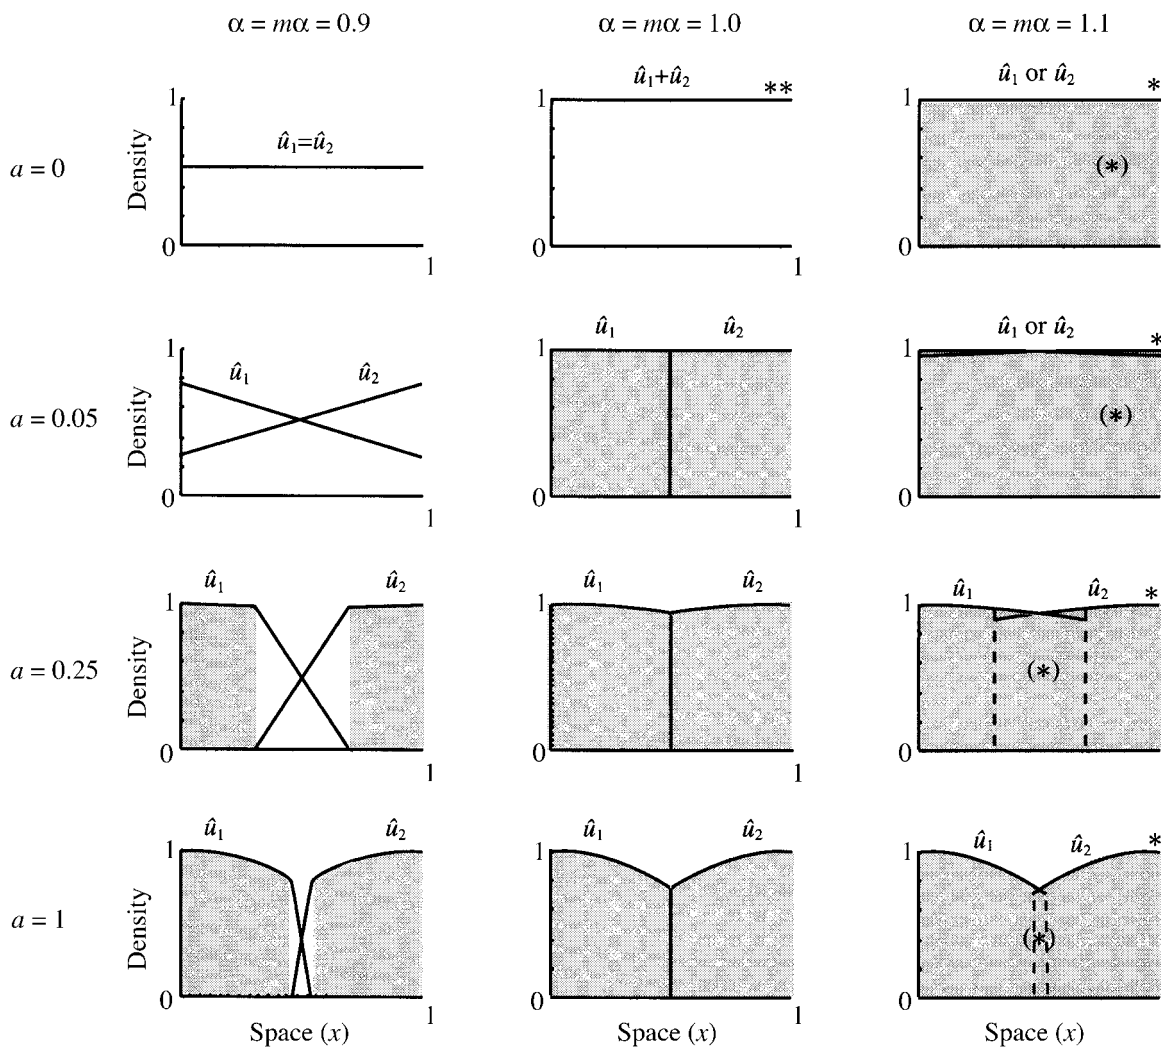 α = mα = 0.9 α = mα = 1.0 α = mα = 1.1
a = 0
Density
1
0
1
û₁=û₂
û₁+û₂
**
1
0
1
û₁ or û₂
*
1
0
(*)
a = 0.05
Density
1
0
1
û₁ û₂
û₁ û₂
1
0
1
û₁ or û₂
*
1
0
(*)
a = 0.25
Density
û₁ û₂
1
0
1
û₁ û₂
1
0
1
û₁ û₂
*
1
0
(*)
a = 1
Density
û₁ û₂
1
0
1
Space (x)
û₁ û₂
1
0
1
Space (x)
û₁ û₂
*
1
0
(*)
Space (x)